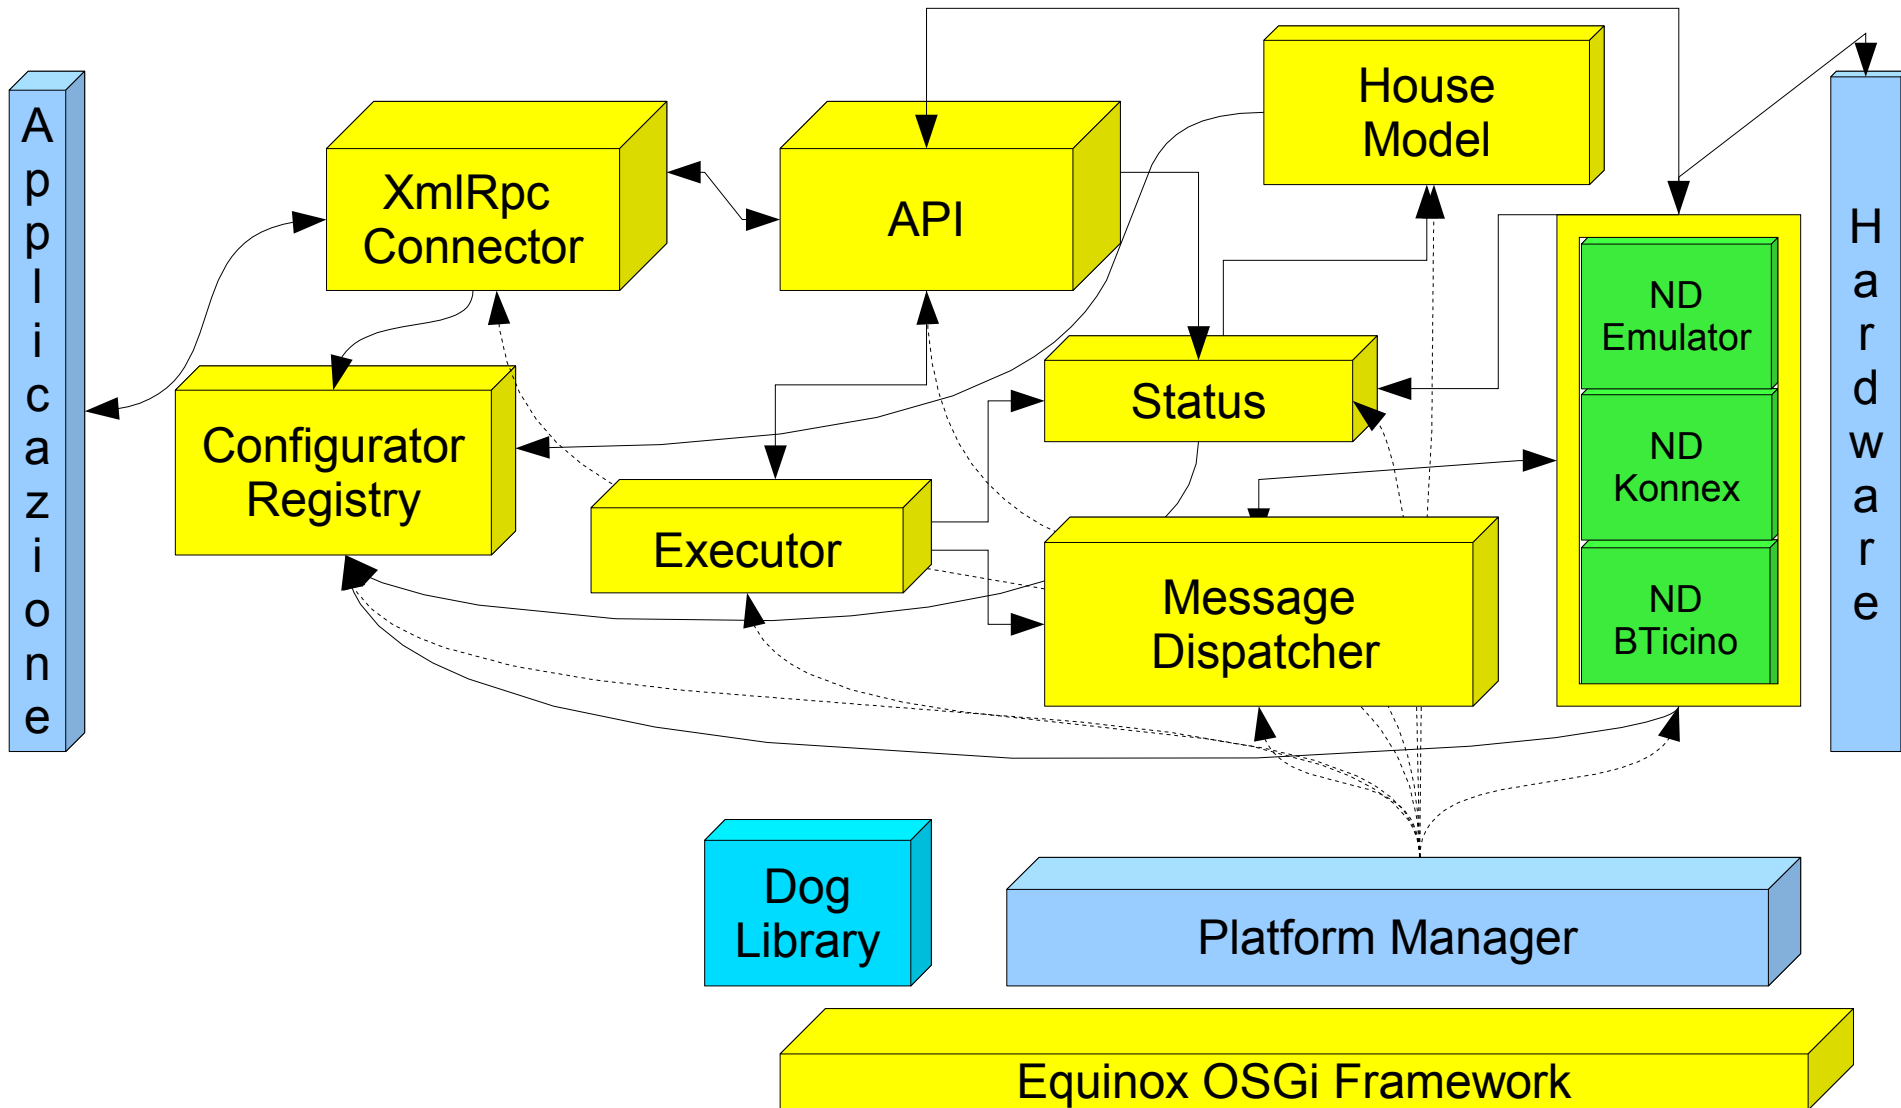 Applicazione
XmlRpc
Connector
API
House
Model
Hardware
ND
Emulator
Status
Configurator
Registry
ND
Konnex
Executor
Message
Dispatcher
ND
BTicino
Dog
Library
Platform Manager
Equinox OSGi Framework